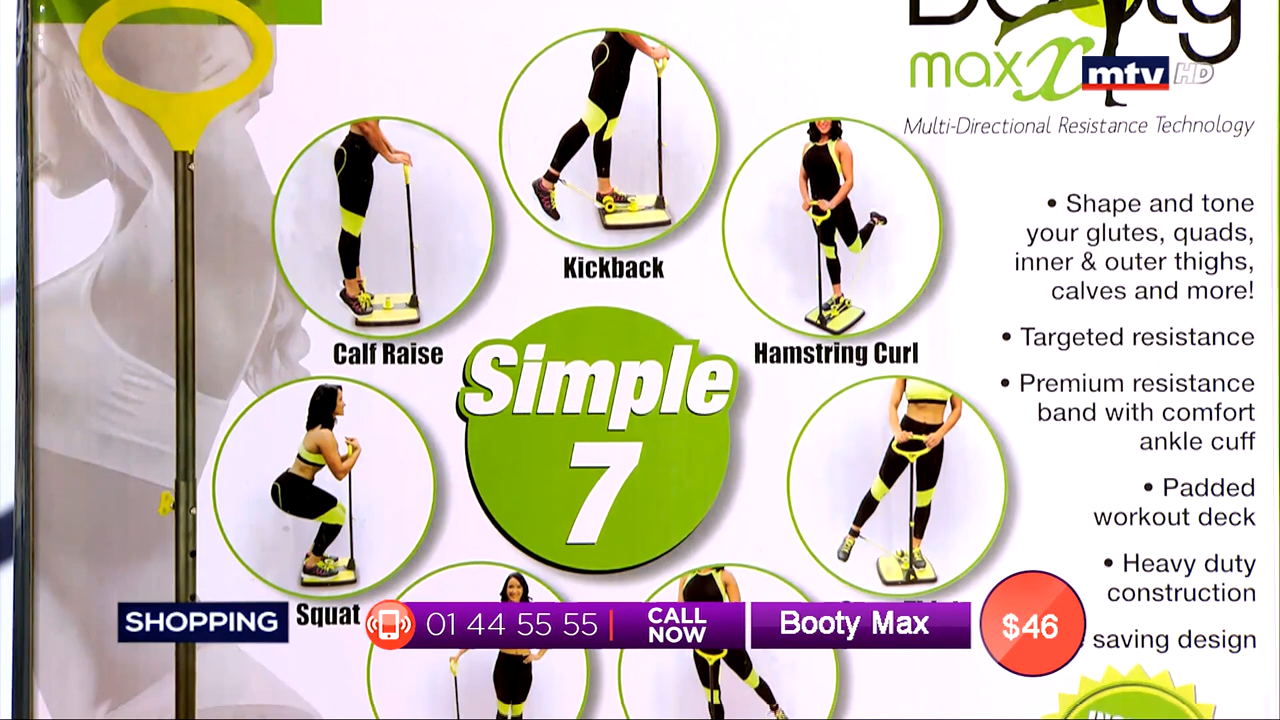 Booty
maxx
mtv HD
Multi-Directional Resistance Technology
Kickback
Calf Raise
Hamstring Curl
Simple
7
• Shape and tone
your glutes, quads,
inner & outer thighs,
calves and more!
• Targeted resistance
• Premium resistance
band with comfort
ankle cuff
• Padded
workout deck
• Heavy duty
construction
saving design
Squat
SHOPPING
01 44 55 55
CALL
NOW
Booty Max
$46